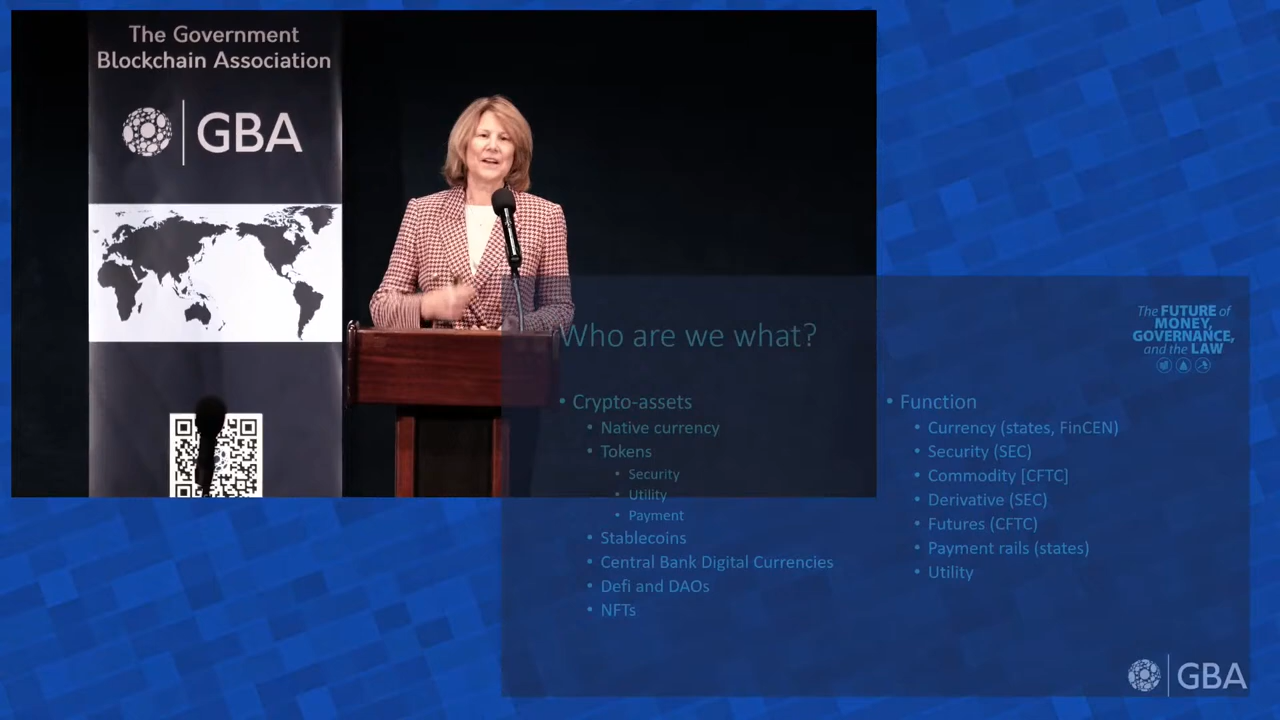 The Government
Blockchain Association
GBA
Who are we what?
• Crypto-assets
• Native currency
• Tokens
• Security
• Utility
• Payment
• Stablecoins
• Central Bank Digital Currencies
• Defi and DAOs
• NFTs
The FUTURE of
MONEY,
GOVERNANCE,
and the LAW
• Function
• Currency (states, FinCEN)
• Security (SEC)
• Commodity [CFTC]
• Derivative (SEC)
• Futures (CFTC)
• Payment rails (states)
• Utility
GBA